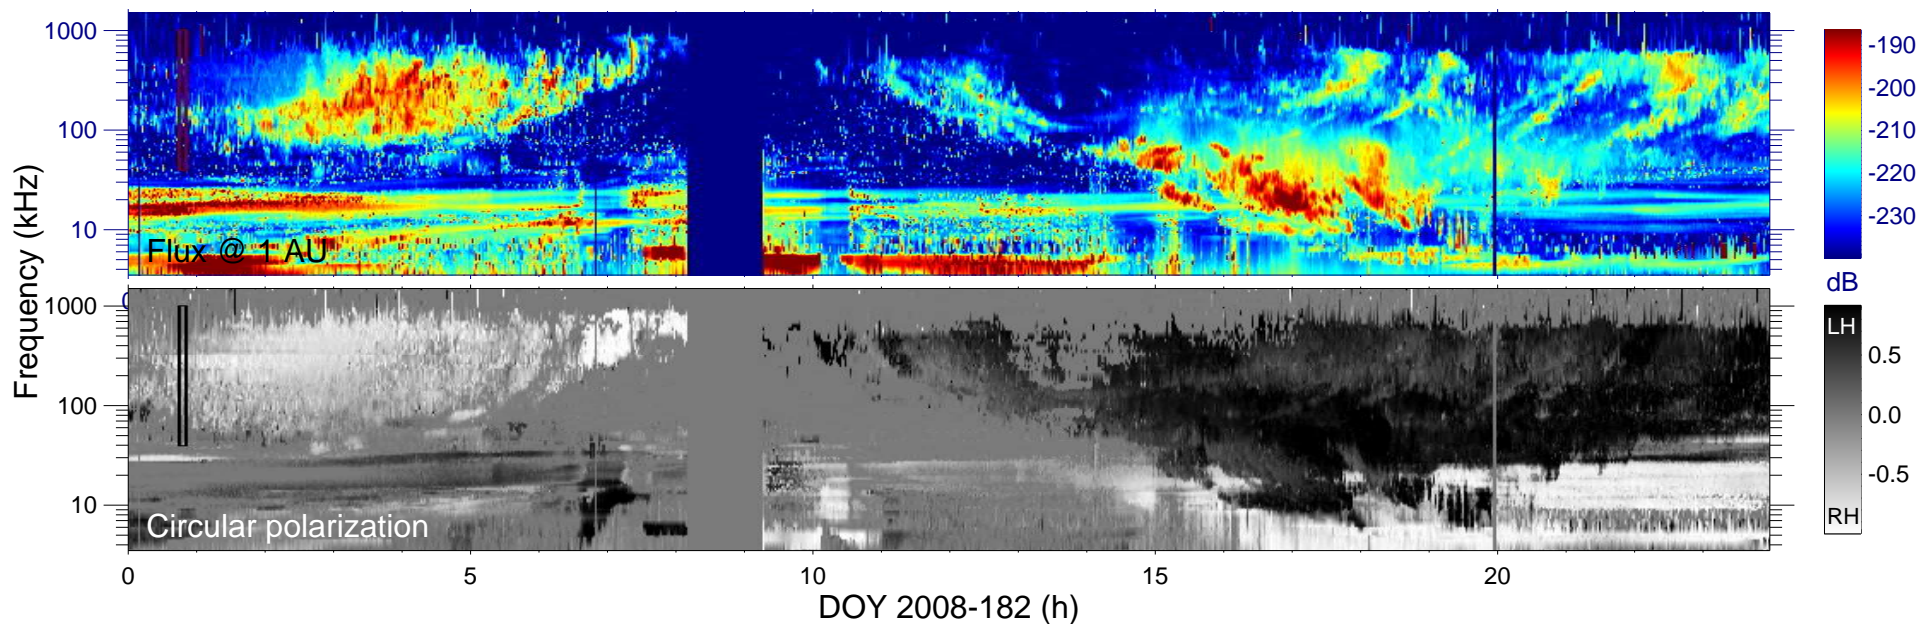 1000
100
10
Flux @ 1 AU
-190
-200
-210
-220
-230
dB
Frequency (kHz)
1000
100
10
Circular polarization
LH
0.5
0.0
-0.5
RH
0 5 10 15 20
DOY 2008-182 (h)